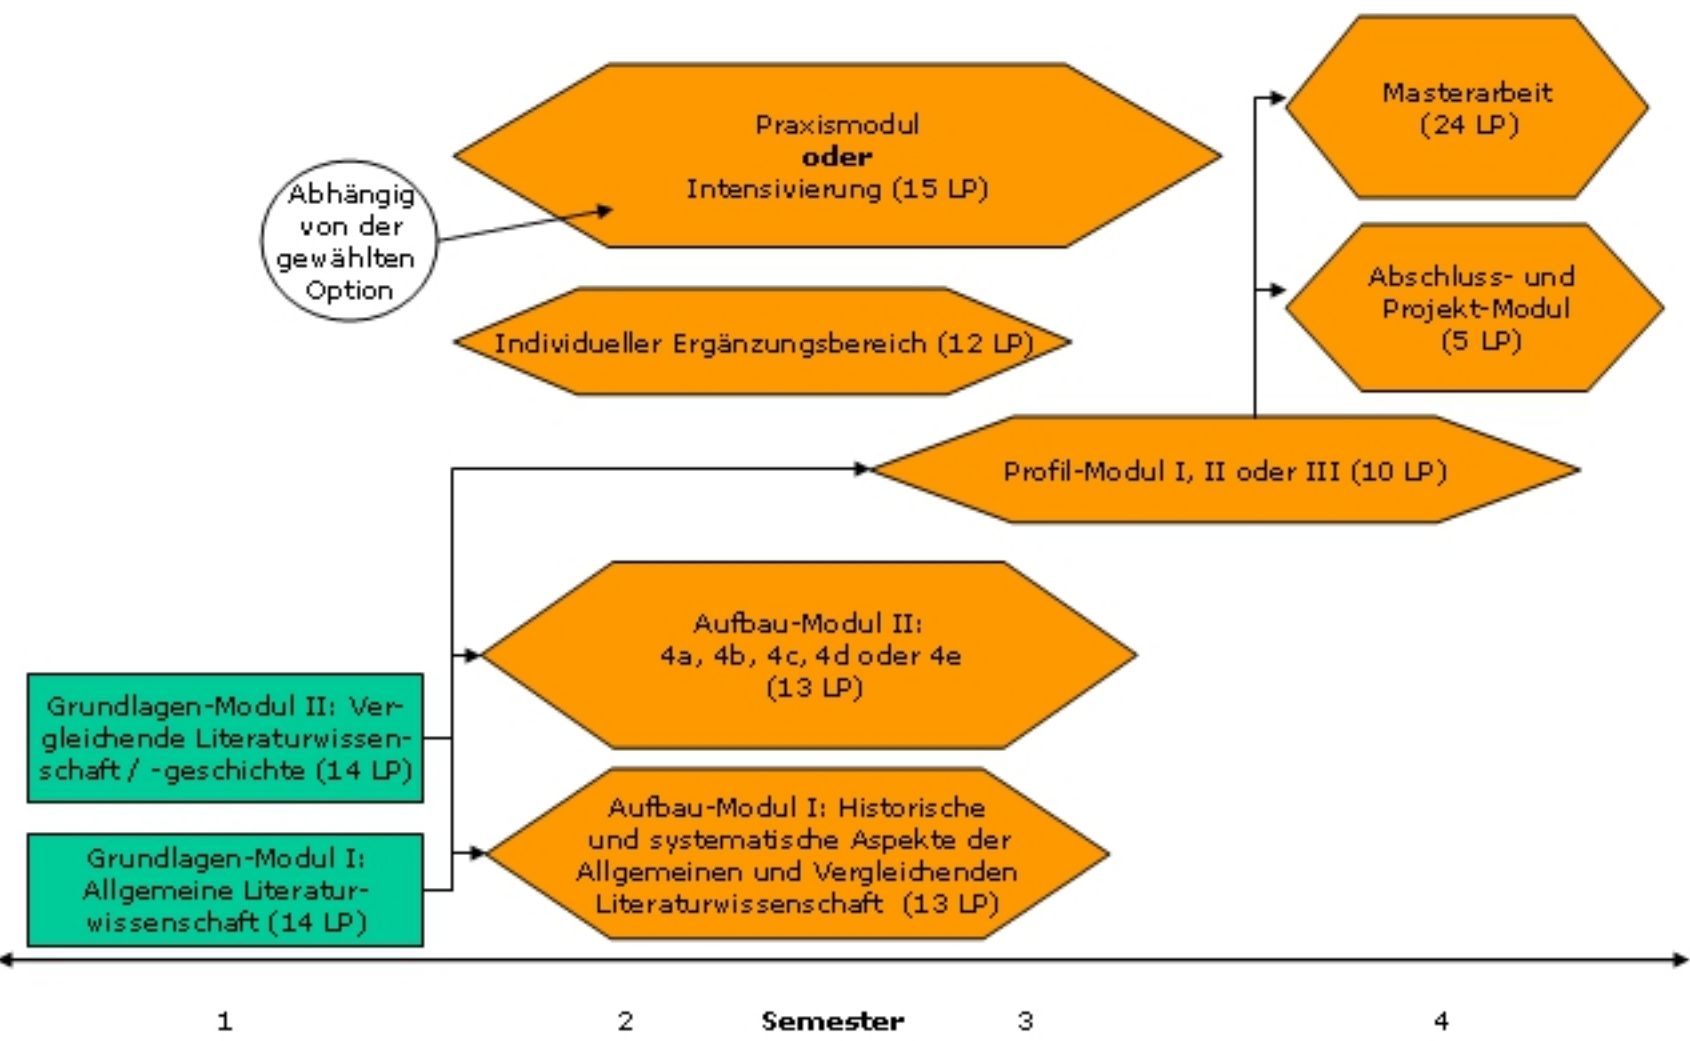 Masterarbeit
(24 LP)
Praxismodul
oder
Intensivierung (15 LP)
Abhängig
von der
gewählten
Option
Abschluss- und
Projekt-Modul
(5 LP)
Individueller Ergänzungsbereich (12 LP)
Profil-Modul I, II oder III (10 LP)
Aufbau-Modul II:
4a, 4b, 4c, 4d oder 4e
(13 LP)
Grundlagen-Modul II: Ver-
gleichende Literaturwissen-
schaft / -geschichte (14 LP)
Aufbau-Modul I: Historische
und systematische Aspekte der
Allgemeinen und Vergleichenden
Literaturwissenschaft (13 LP)
Grundlagen-Modul I:
Allgemeine Literatur-
wissenschaft (14 LP)
1 2 Semester 3 4